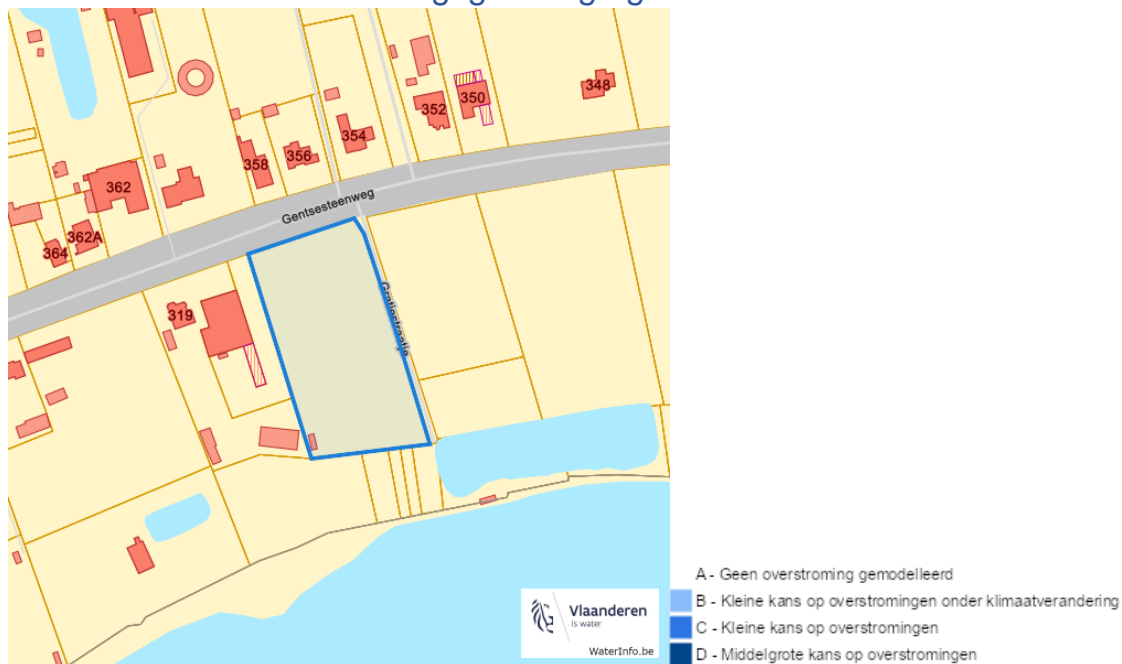 348
350
352
354
356
358
362
362A
364
Gentsesteenweg
319
Gratiestraatje
Vlaanderen
is water
WaterInfo.be
A - Geen overstroming gemodelleerd
B - Kleine kans op overstromingen onder klimaatverandering
C - Kleine kans op overstromingen
D - Middelgrote kans op overstromingen